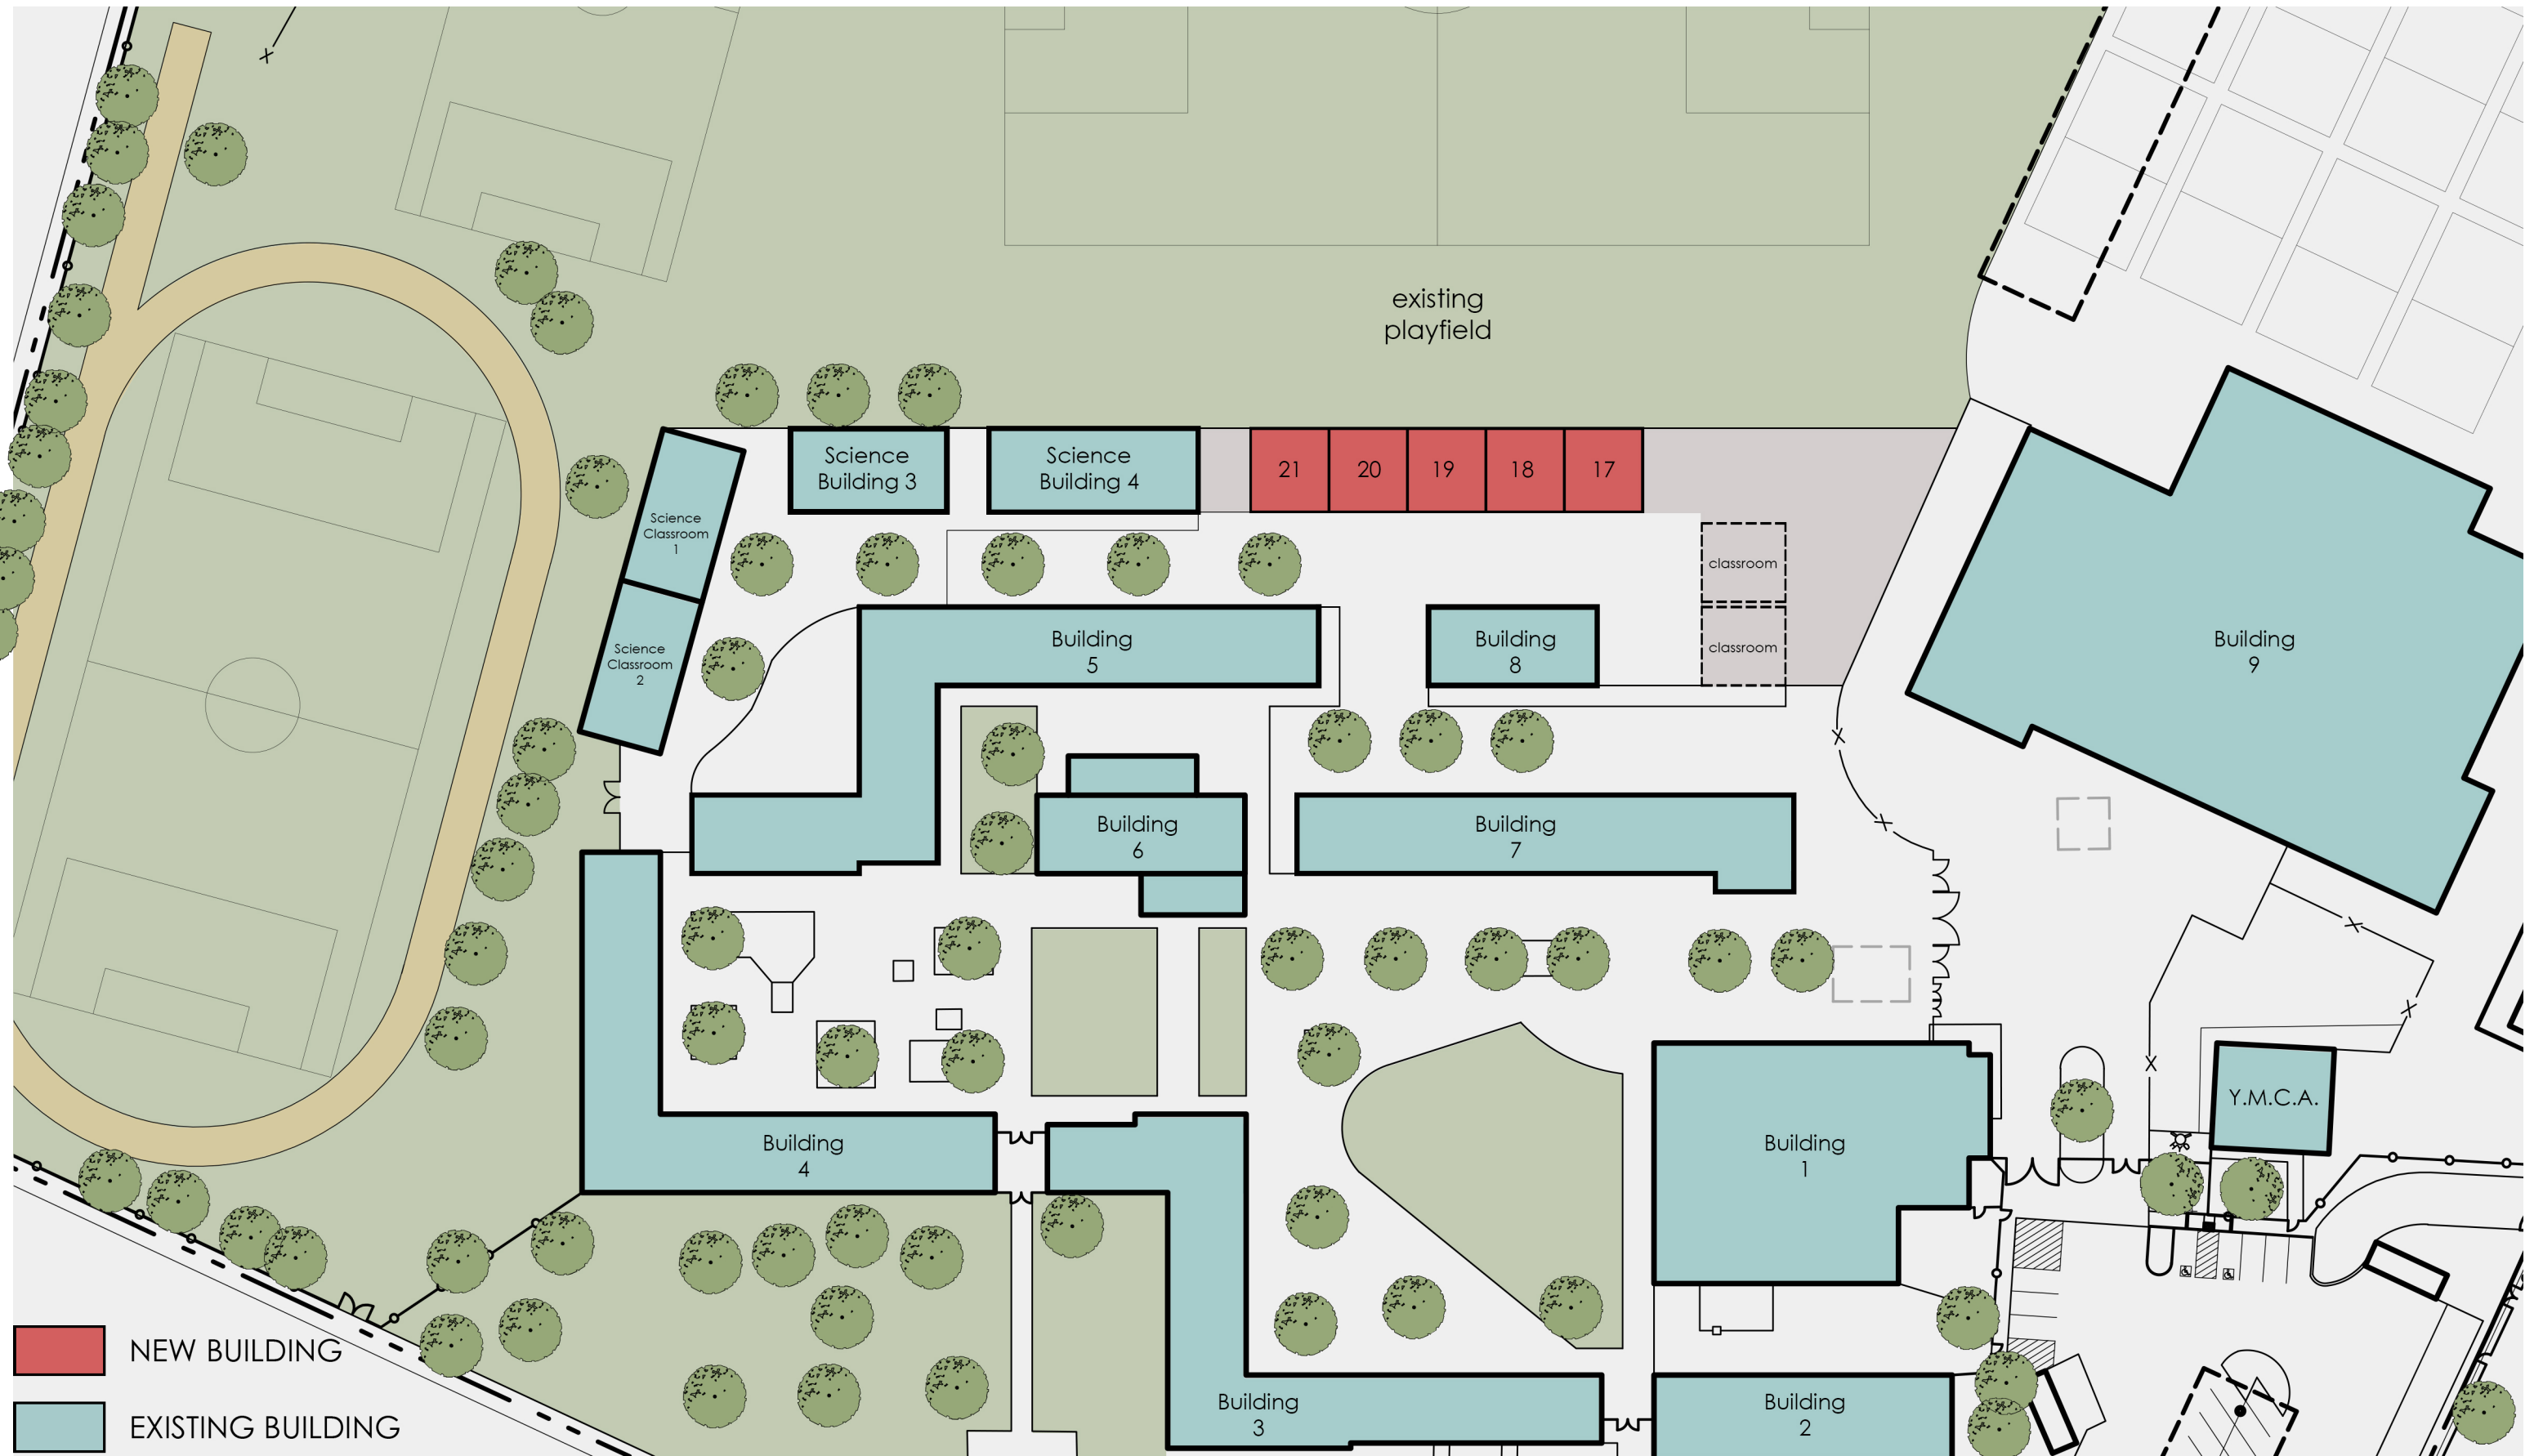 existing
playfield
Science
Building 3
Science
Building 4
21
20
19
18
17
Science
Classroom
1
classroom
Science
Classroom
2
Building
5
Building
8
classroom
Building
9
Building
6
Building
7
Y.M.C.A.
Building
4
Building
1
NEW BUILDING
Building
3
Building
2
EXISTING BUILDING